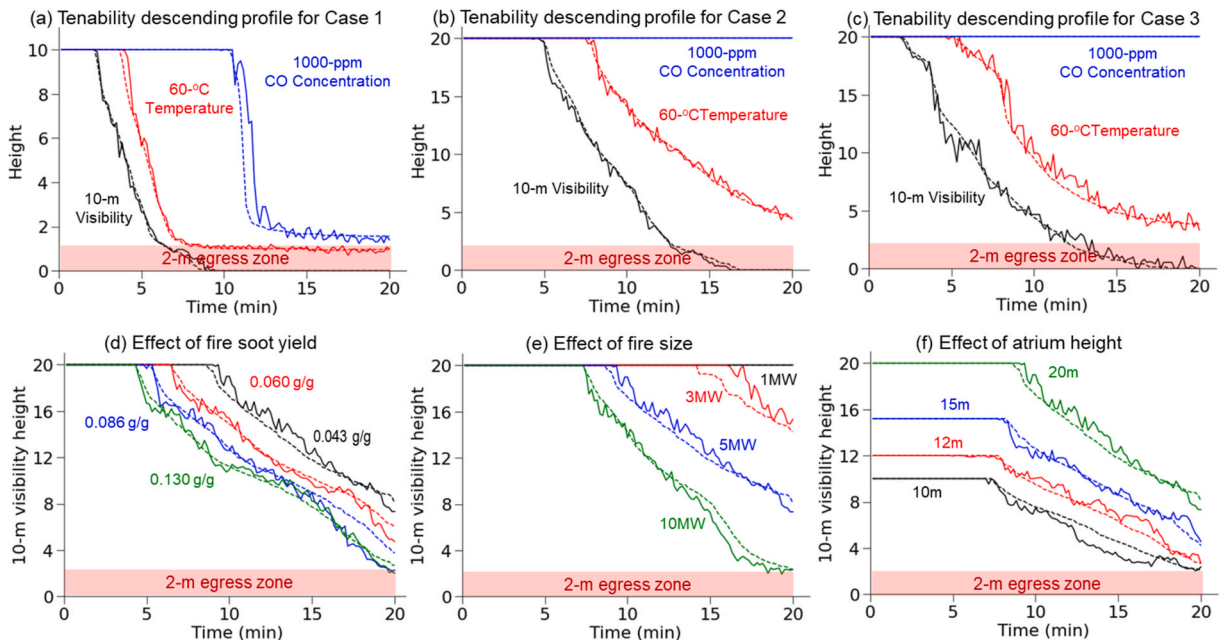 (a) Tenability descending profile for Case 1
10
8
6
4
2
0
Height
1000-ppm
CO Concentration
60-ºC
Temperature
10-m
Visibility
2-m egress zone
0
5
10
15
20
Time (min)
(b) Tenability descending profile for Case 2
20
15
10
5
0
Height
1000-ppm
CO Concentration
60-ºCTemperature
10-m Visibility
2-m egress zone
0
5
10
15
20
Time (min)
(c) Tenability descending profile for Case 3
20
15
10
5
0
Height
1000-ppm
CO Concentration
60-ºCTemperature
10-m Visibility
2-m egress zone
0
5
10
15
20
Time (min)
(d) Effect of fire soot yield
20
16
12
8
4
0
10-m visibility height
0.060 g/g
0.086 g/g
0.043 g/g
0.130 g/g
2-m egress zone
0
5
10
15
20
Time (min)
(e) Effect of fire size
20
16
12
8
4
0
10-m visibility height
1MW
3MW
5MW
10MW
2-m egress zone
0
5
10
15
20
Time (min)
(f) Effect of atrium height
20
16
12
8
4
0
10-m visibility height
20m
15m
12m
10m
2-m egress zone
0
5
10
15
20
Time (min)